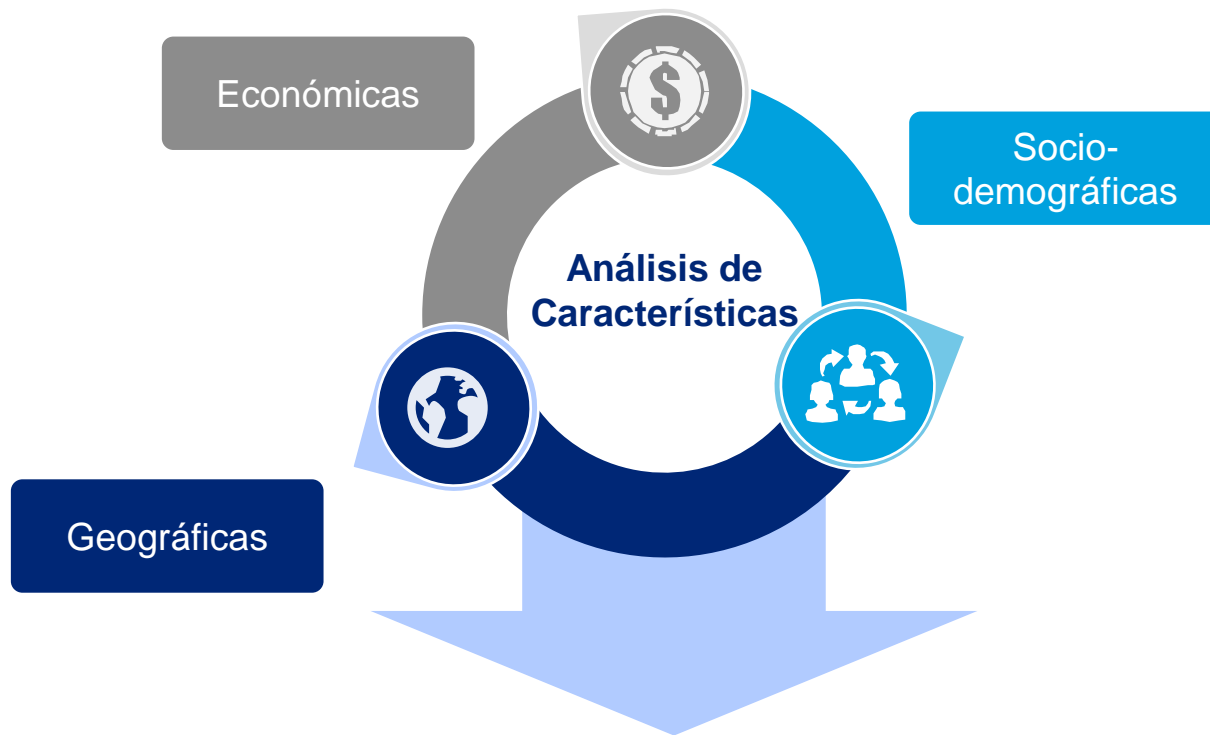 Económicas
$
Socio-
demográficas
Análisis de
Características
Geográficas